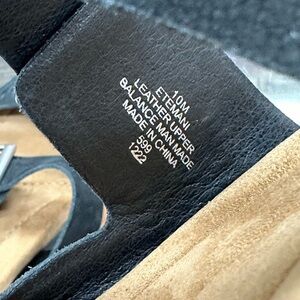 10M
ETEMANI
LEATHER UPPER
BALANCE MAN MADE
MADE IN CHINA
599
1222